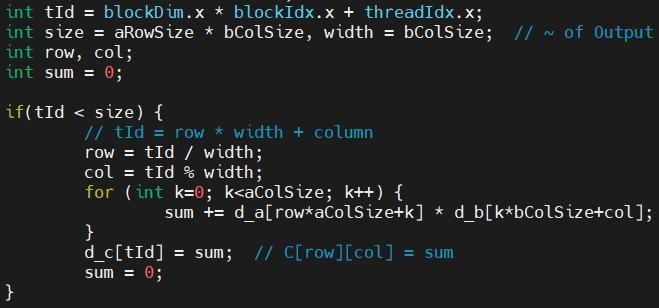 int tId = blockDim.x * blockIdx.x + threadIdx.x;
int size = aRowSize * bColSize, width = bColSize;  // ~ of Output
int row, col;
int sum = 0;

if(tId < size) {
        // tId = row * width + column
        row = tId / width;
        col = tId % width;
        for (int k=0; k<aColSize; k++) {
                sum += d_a[row*aColSize+k] * d_b[k*bColSize+col];
        }
        d_c[tId] = sum;  // C[row][col] = sum
        sum = 0;
}